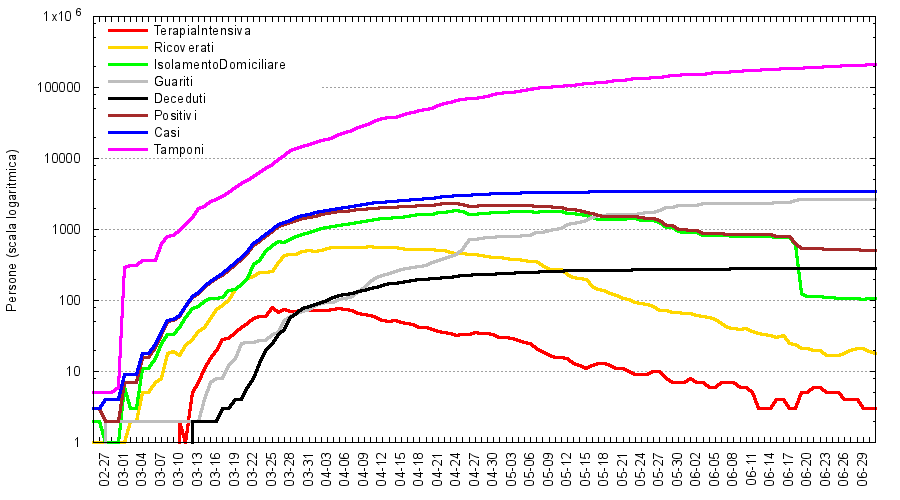 1x10^6
100000
10000
1000
100
10
1
Persone (scala logaritmica)
TerapiaIntensiva
Ricoverati
IsolamentoDomiciliare
Guariti
Deceduti
Positivi
Casi
Tamponi
02-27 03-01 03-04 03-07 03-10 03-13 03-16 03-19 03-22 03-25 03-28 03-31 04-03 04-06 04-09 04-12 04-15 04-18 04-21 04-24 04-27 04-30 05-03 05-06 05-09 05-12 05-15 05-18 05-21 05-24 05-27 05-30 06-02 06-05 06-08 06-11 06-14 06-17 06-20 06-23 06-26 06-29